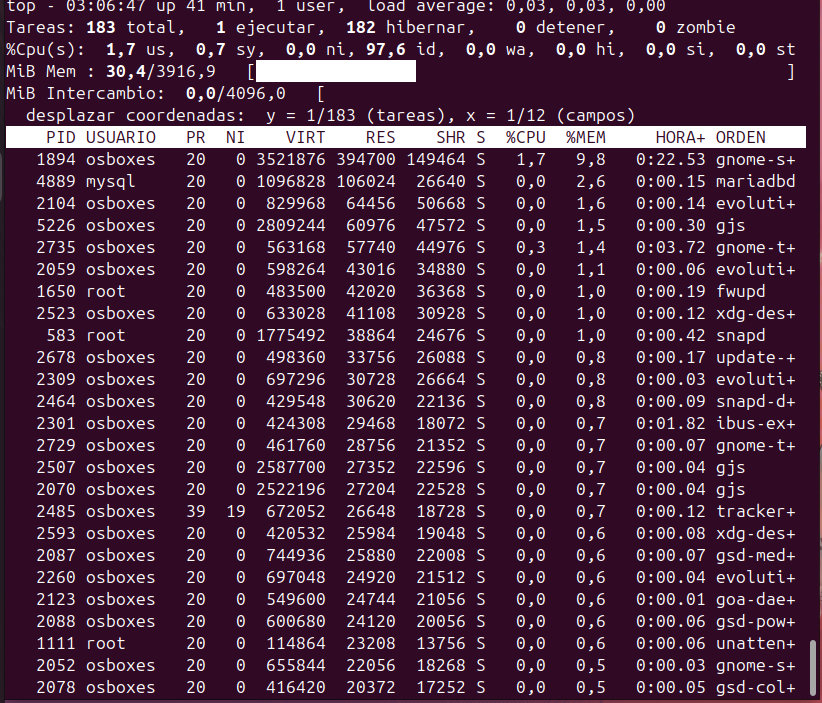 top - 03:06:47 up 41 min,  1 user,  load average: 0,03, 0,03, 0,00
Tareas: 183 total,   1 ejecutar,  182 hibernar,    0 detener,   0 zombie
%Cpu(s):  1,7 us,  0,7 sy,  0,0 ni, 97,6 id,  0,0 wa,  0,0 hi,  0,0 si,  0,0 st
MiB Mem : 30,4/3916,9   [                ]
MiB Intercambio:  0,0/4096,0   [
desplazar coordenadas:  y = 1/183 (tareas), x = 1/12 (campos)
PID USUARIO   PR  NI    VIRT    RES    SHR S  %CPU  %MEM     HORA+ ORDEN
1894 osboxes   20   0 3521876 394700 149464 S   1,7   9,8   0:22.53 gnome-s+
4889 mysql     20   0 1096828 106024  26640 S   0,0   2,6   0:00.15 mariadbd
2104 osboxes   20   0  829968  64456  50668 S   0,0   1,6   0:00.14 evoluti+
5226 osboxes   20   0 2809244  60976  47572 S   0,0   1,5   0:00.30 gjs
2735 osboxes   20   0  563168  57740  44976 S   0,3   1,4   0:03.72 gnome-t+
2059 osboxes   20   0  598264  43016  34880 S   0,0   1,1   0:00.06 evoluti+
1650 root      20   0  483500  42020  36368 S   0,0   1,0   0:00.19 fwupd
2523 osboxes   20   0  633028  41108  30928 S   0,0   1,0   0:00.12 xdg-des+
583 root      20   0 1775492  38864  24676 S   0,0   1,0   0:00.42 snapd
2678 osboxes   20   0  498360  33756  26088 S   0,0   0,8   0:00.17 update-+
2309 osboxes   20   0  697296  30728  26664 S   0,0   0,8   0:00.03 evoluti+
2464 osboxes   20   0  429548  30620  22136 S   0,0   0,8   0:00.09 snapd-d+
2301 osboxes   20   0  424308  29468  18072 S   0,0   0,7   0:01.82 ibus-ex+
2729 osboxes   20   0  461760  28756  21352 S   0,0   0,7   0:00.07 gnome-t+
2507 osboxes   20   0 2587700  27352  22596 S   0,0   0,7   0:00.04 gjs
2070 osboxes   20   0 2522196  27204  22528 S   0,0   0,7   0:00.04 gjs
2485 osboxes   39  19  672052  26648  18728 S   0,0   0,7   0:00.12 tracker+
2593 osboxes   20   0  420532  25984  19048 S   0,0   0,6   0:00.08 xdg-des+
2087 osboxes   20   0  744936  25880  22008 S   0,0   0,6   0:00.07 gsd-med+
2260 osboxes   20   0  697048  24920  21512 S   0,0   0,6   0:00.04 evoluti+
2123 osboxes   20   0  549600  24744  21056 S   0,0   0,6   0:00.01 goa-dae+
2088 osboxes   20   0  600680  24120  20056 S   0,0   0,6   0:00.06 gsd-pow+
1111 root      20   0  114864  23208  13756 S   0,0   0,6   0:00.06 unatten+
2052 osboxes   20   0  655844  22056  18268 S   0,0   0,5   0:00.03 gnome-s+
2078 osboxes   20   0  416420  20372  17252 S   0,0   0,5   0:00.05 gsd-col+